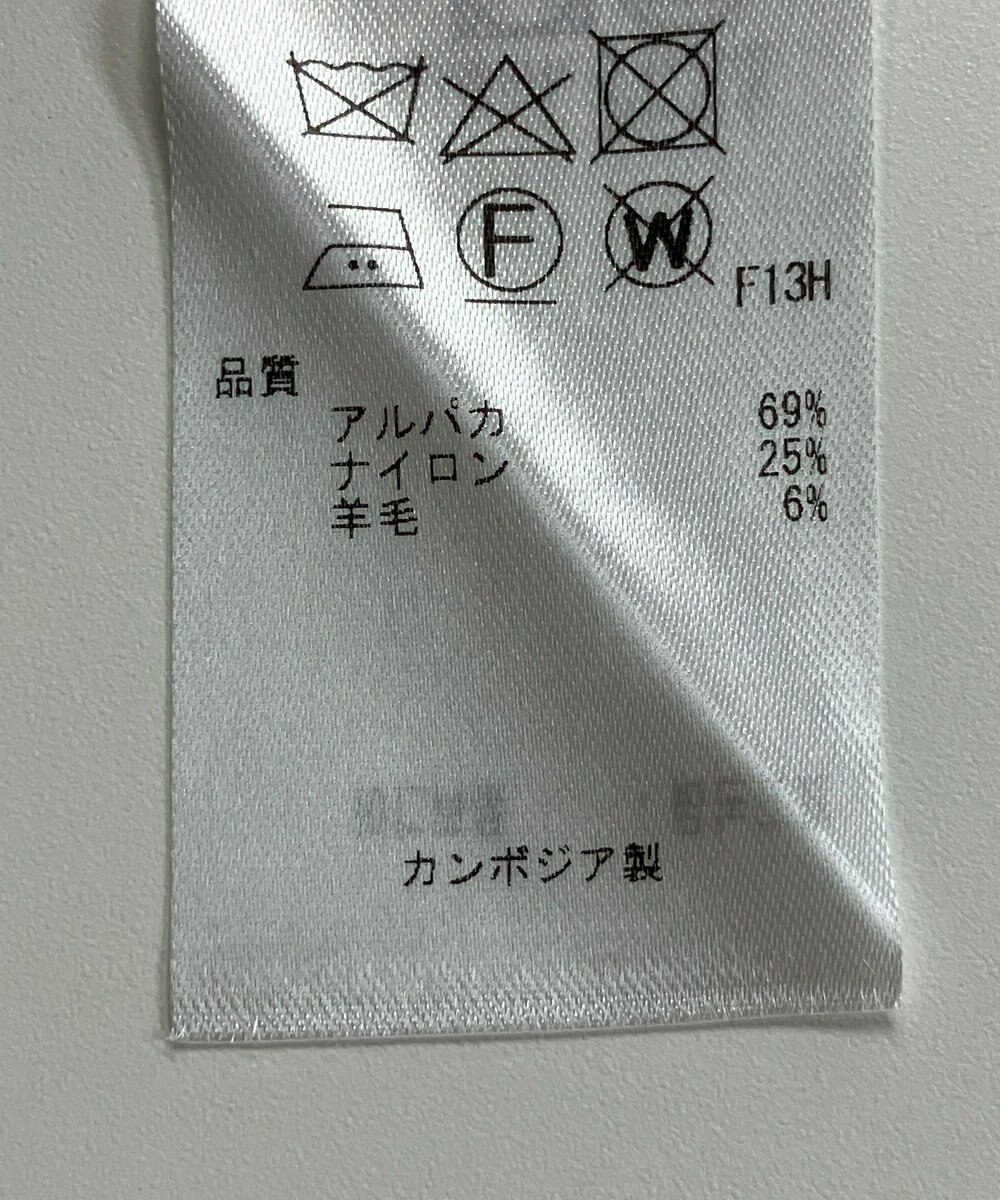 F W F13H
品質
アルパカ 69%
ナイロン 25%
羊毛 6%
カンボジア製